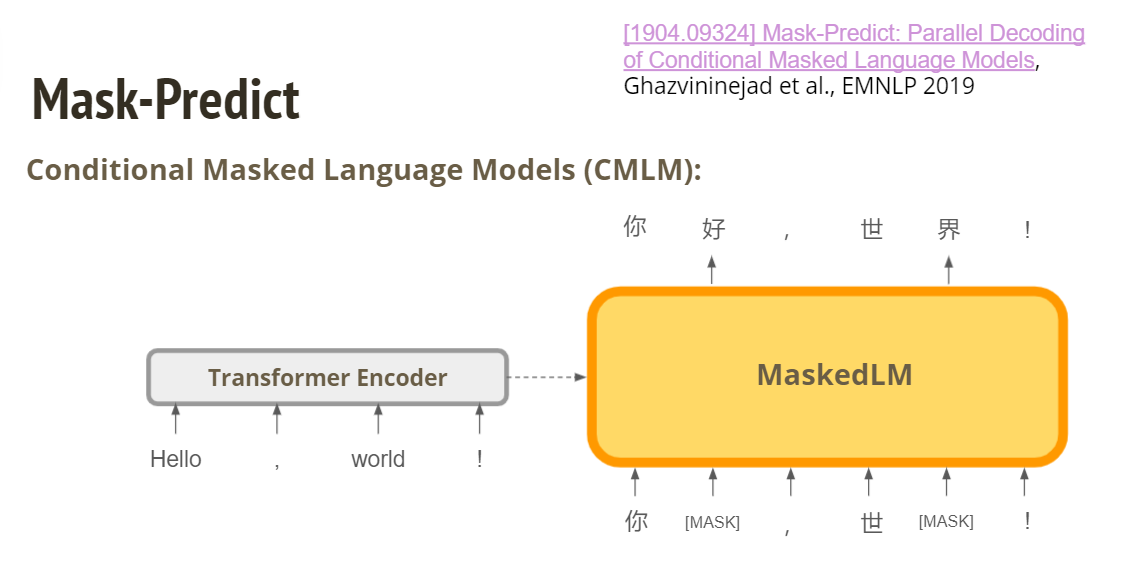 [1904.09324] Mask-Predict: Parallel Decoding
of Conditional Masked Language Models,
Ghazvininejad et al., EMNLP 2019
Mask-Predict
Conditional Masked Language Models (CMLM):
你 好 , 世 界 !
MaskedLM
Transformer Encoder
Hello , world !
你 [MASK] , 世 [MASK] !